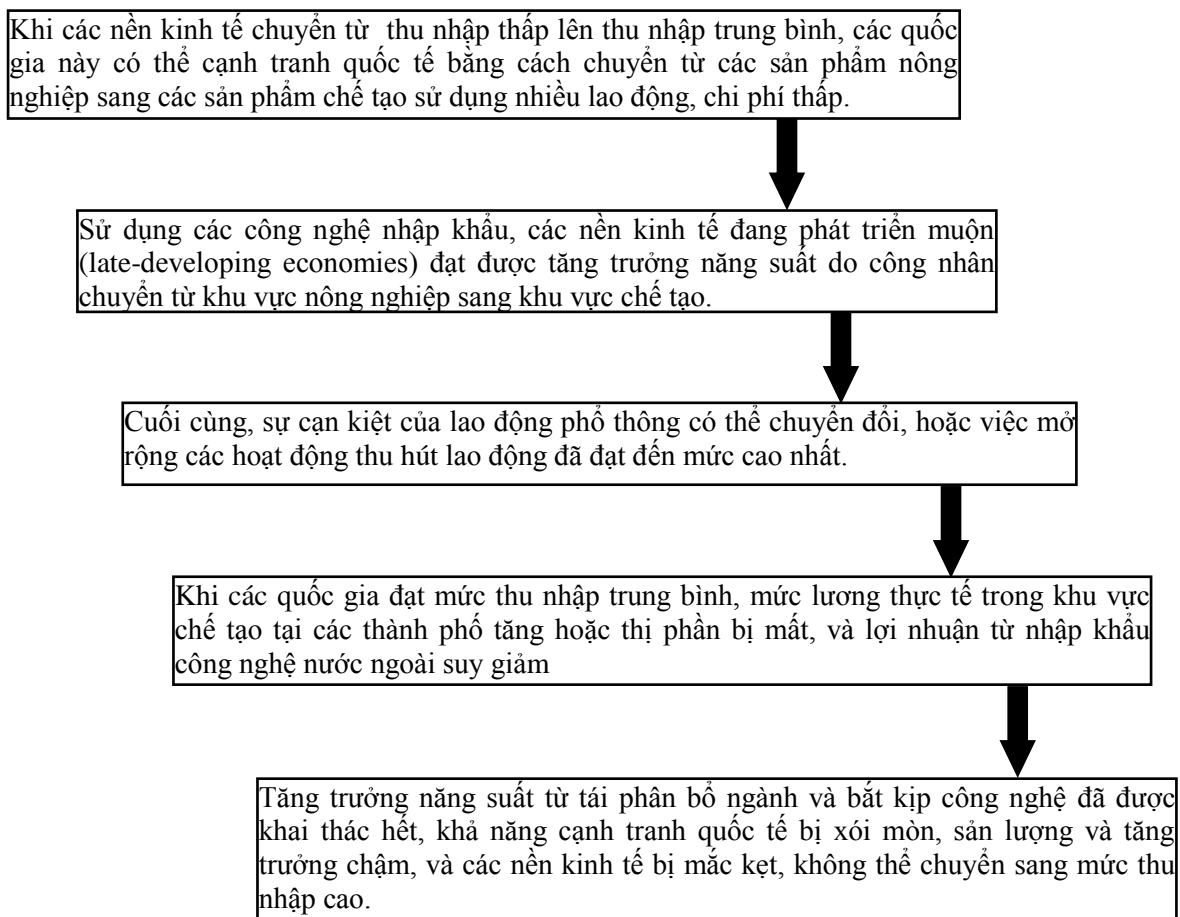 Khi các nền kinh tế chuyển từ thu nhập thấp lên thu nhập trung bình, các quốc
gia này có thể cạnh tranh quốc tế bằng cách chuyển từ các sản phẩm nông
nghiệp sang các sản phẩm chế tạo sử dụng nhiều lao động, chi phí thấp.
Sử dụng các công nghệ nhập khẩu, các nền kinh tế đang phát triển muộn
(late-developing economies) đạt được tăng trưởng năng suất do công nhân
chuyển từ khu vực nông nghiệp sang khu vực chế tạo.
Cuối cùng, sự cạn kiệt của lao động phổ thông có thể chuyển đổi, hoặc việc mở
rộng các hoạt động thu hút lao động đã đạt đến mức cao nhất.
Khi các quốc gia đạt mức thu nhập trung bình, mức lương thực tế trong khu vực
chế tạo tại các thành phố tăng hoặc thị phần bị mất, và lợi nhuận từ nhập khẩu
công nghệ nước ngoài suy giảm
Tăng trưởng năng suất từ tái phân bổ ngành và bắt kịp công nghệ đã được
khai thác hết, khả năng cạnh tranh quốc tế bị xói mòn, sản lượng và tăng
trưởng chậm, và các nền kinh tế bị mắc kẹt, không thể chuyển sang mức thu
nhập cao.